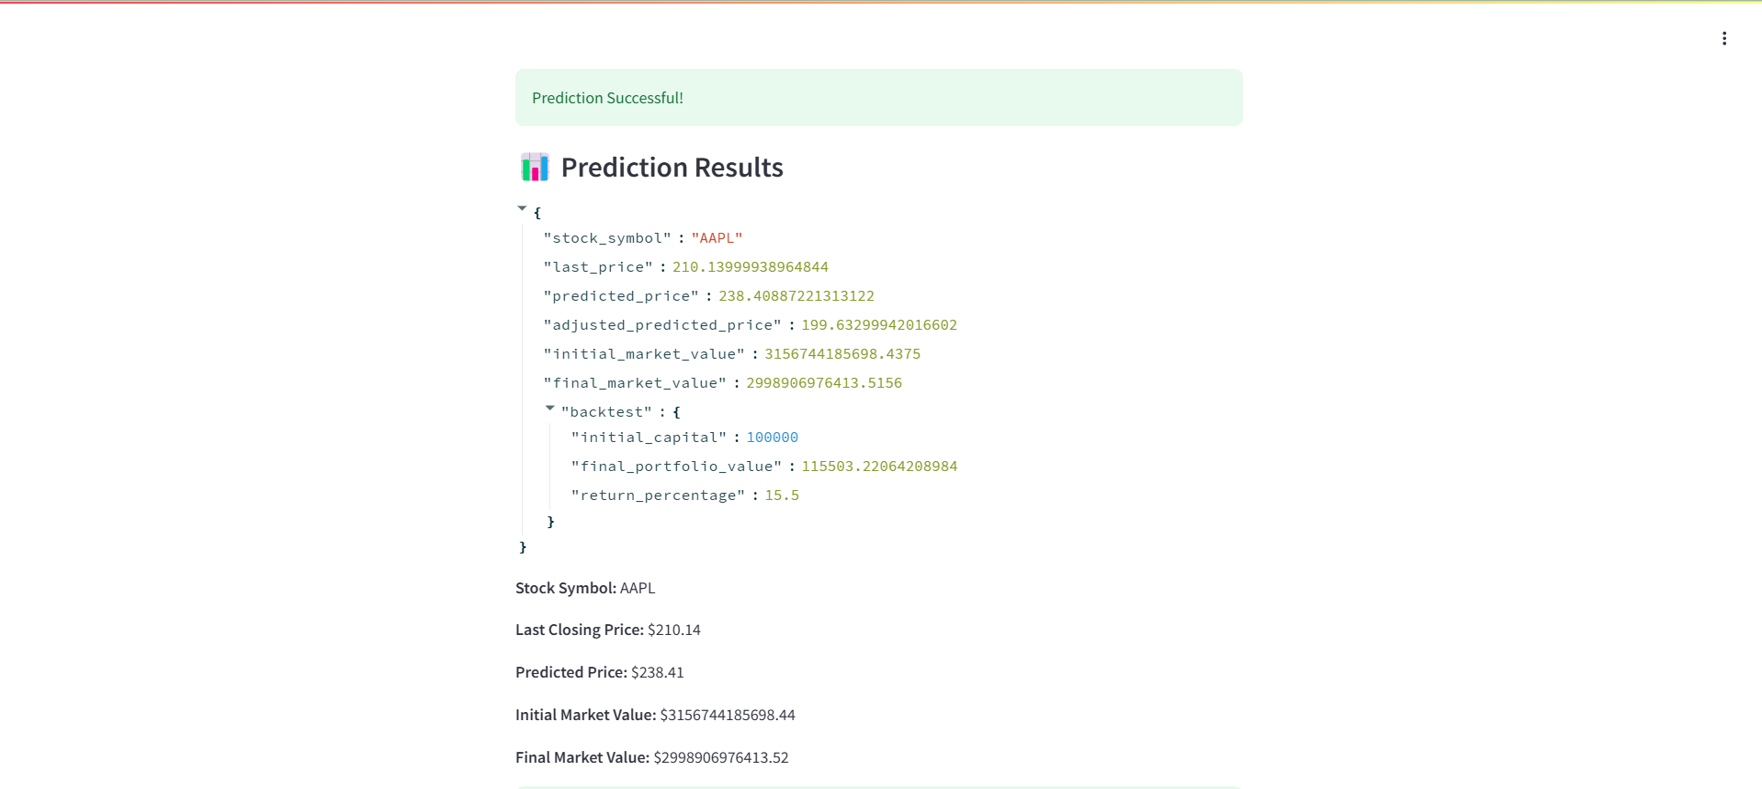 Prediction Successful!
Prediction Results
{
"stock_symbol" : "AAPL"
"last_price" : 210.13999938964844
"predicted_price" : 238.40887221313122
"adjusted_predicted_price" : 199.63299942016602
"initial_market_value" : 3156744185698.4375
"final_market_value" : 2998906976413.5156
"backtest" : {
"initial_capital" : 100000
"final_portfolio_value" : 115503.22064208984
"return_percentage" : 15.5
}
}
Stock Symbol: AAPL
Last Closing Price: $210.14
Predicted Price: $238.41
Initial Market Value: $3156744185698.44
Final Market Value: $2998906976413.52